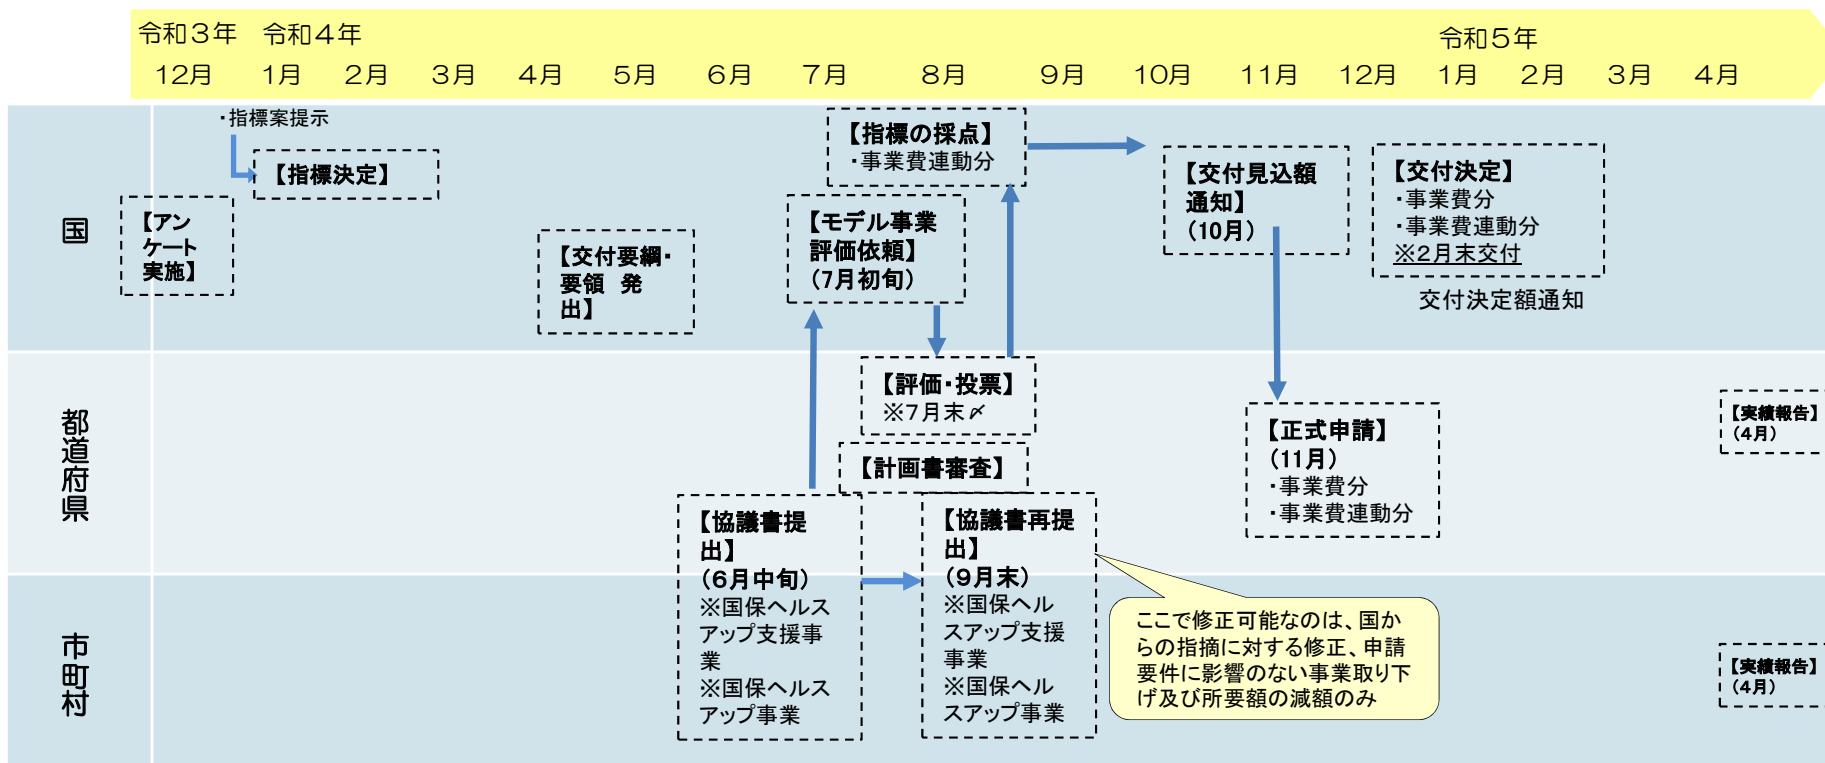 令和3年　令和4年
令和5年
12月　1月　2月　3月　4月　5月　6月　7月　8月　9月　10月　11月　12月　1月　2月　3月　4月
国
・指標案提示
【指標決定】
【アン
ケート
実施】
【交付要綱・
要領　発
出】
【指標の採点】
・事業費連動分
【モデル事業
評価依頼】
（7月初旬）
【交付見込額
通知】
（10月）
【交付決定】
・事業費分
・事業費連動分
※2月末交付
交付決定額通知
都道府県
【評価・投票】
※7月末〆
【計画書審査】
【正式申請】
（11月）
・事業費分
・事業費連動分
【実績報告】
（4月）
【協議書提
出】
（6月中旬）
※国保ヘルス
アップ支援事
業
※国保ヘルス
アップ事業
【協議書再提
出】
（9月末）
※国保ヘル
スアップ支援
事業
※国保ヘル
スアップ事業
ここで修正可能なのは、国か
らの指摘に対する修正、申請
要件に影響のない事業取り下
げ及び所要額の減額のみ
市町村
【実績報告】
（4月）